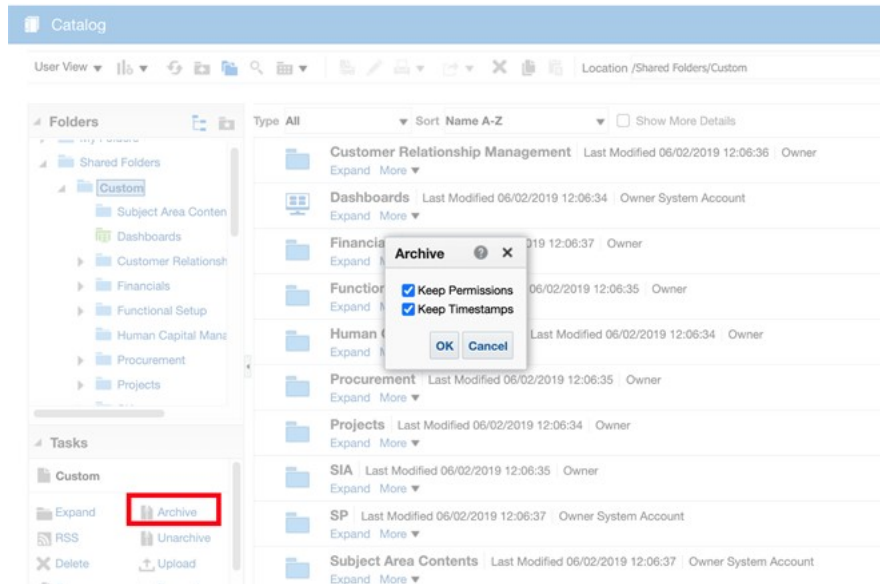 Catalog
User View
Location /Shared Folders/Custom
Folders
Type All Sort Name A-Z Show More Details
Shared Folders
Custom
Subject Area Conten
Dashboards
Customer Relationsh
Financials
Functional Setup
Human Capital Mana
Procurement
Projects
Customer Relationship Management Last Modified 06/02/2019 12:06:36 Owner
Expand More
Dashboards Last Modified 06/02/2019 12:06:34 Owner System Account
Expand More
Financia 019 12:06:37 Owner
Expand
Function 06/02/2019 12:06:35 Owner
Expand
Human Last Modified 06/02/2019 12:06:34 Owner
Expand
Procurement Last Modified 06/02/2019 12:06:35 Owner
Expand More
Projects Last Modified 06/02/2019 12:06:34 Owner
Expand More
SIA Last Modified 06/02/2019 12:06:35 Owner
Expand More
SP Last Modified 06/02/2019 12:06:37 Owner System Account
Expand More
Subject Area Contents Last Modified 06/02/2019 12:06:37 Owner System Account
Expand More
Archive
Keep Permissions
Keep Timestamps
OK Cancel
Tasks
Custom
Expand Archive
RSS Unarchive
Delete Upload